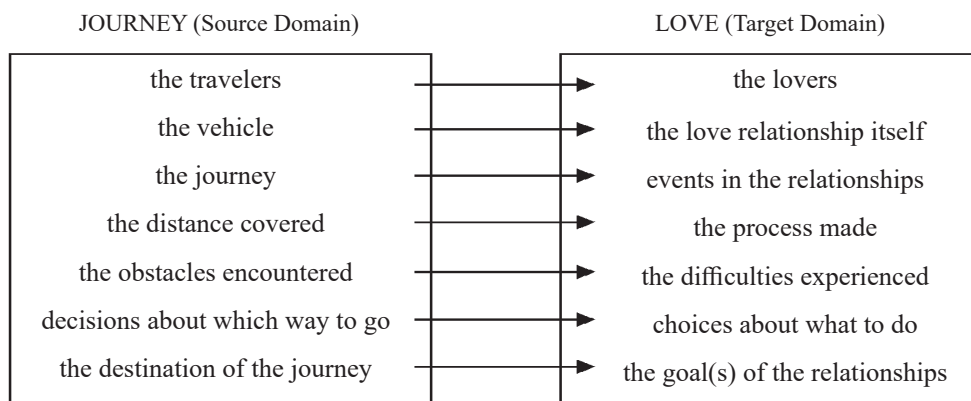 JOURNEY (Source Domain) LOVE (Target Domain)
the travelers the lovers
the vehicle the love relationship itself
the journey events in the relationships
the distance covered the process made
the obstacles encountered the difficulties experienced
decisions about which way to go choices about what to do
the destination of the journey the goal(s) of the relationships